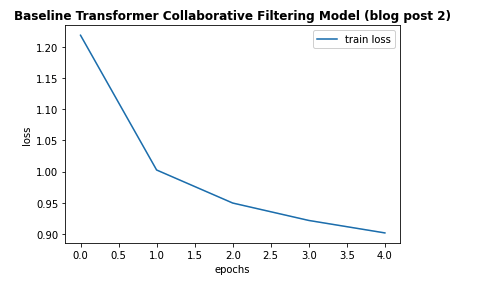 Baseline Transformer Collaborative Filtering Model (blog post 2)
train loss
1.20
1.15
1.10
1.05
1.00
0.95
0.90
loss
0.0 0.5 1.0 1.5 2.0 2.5 3.0 3.5 4.0
epochs